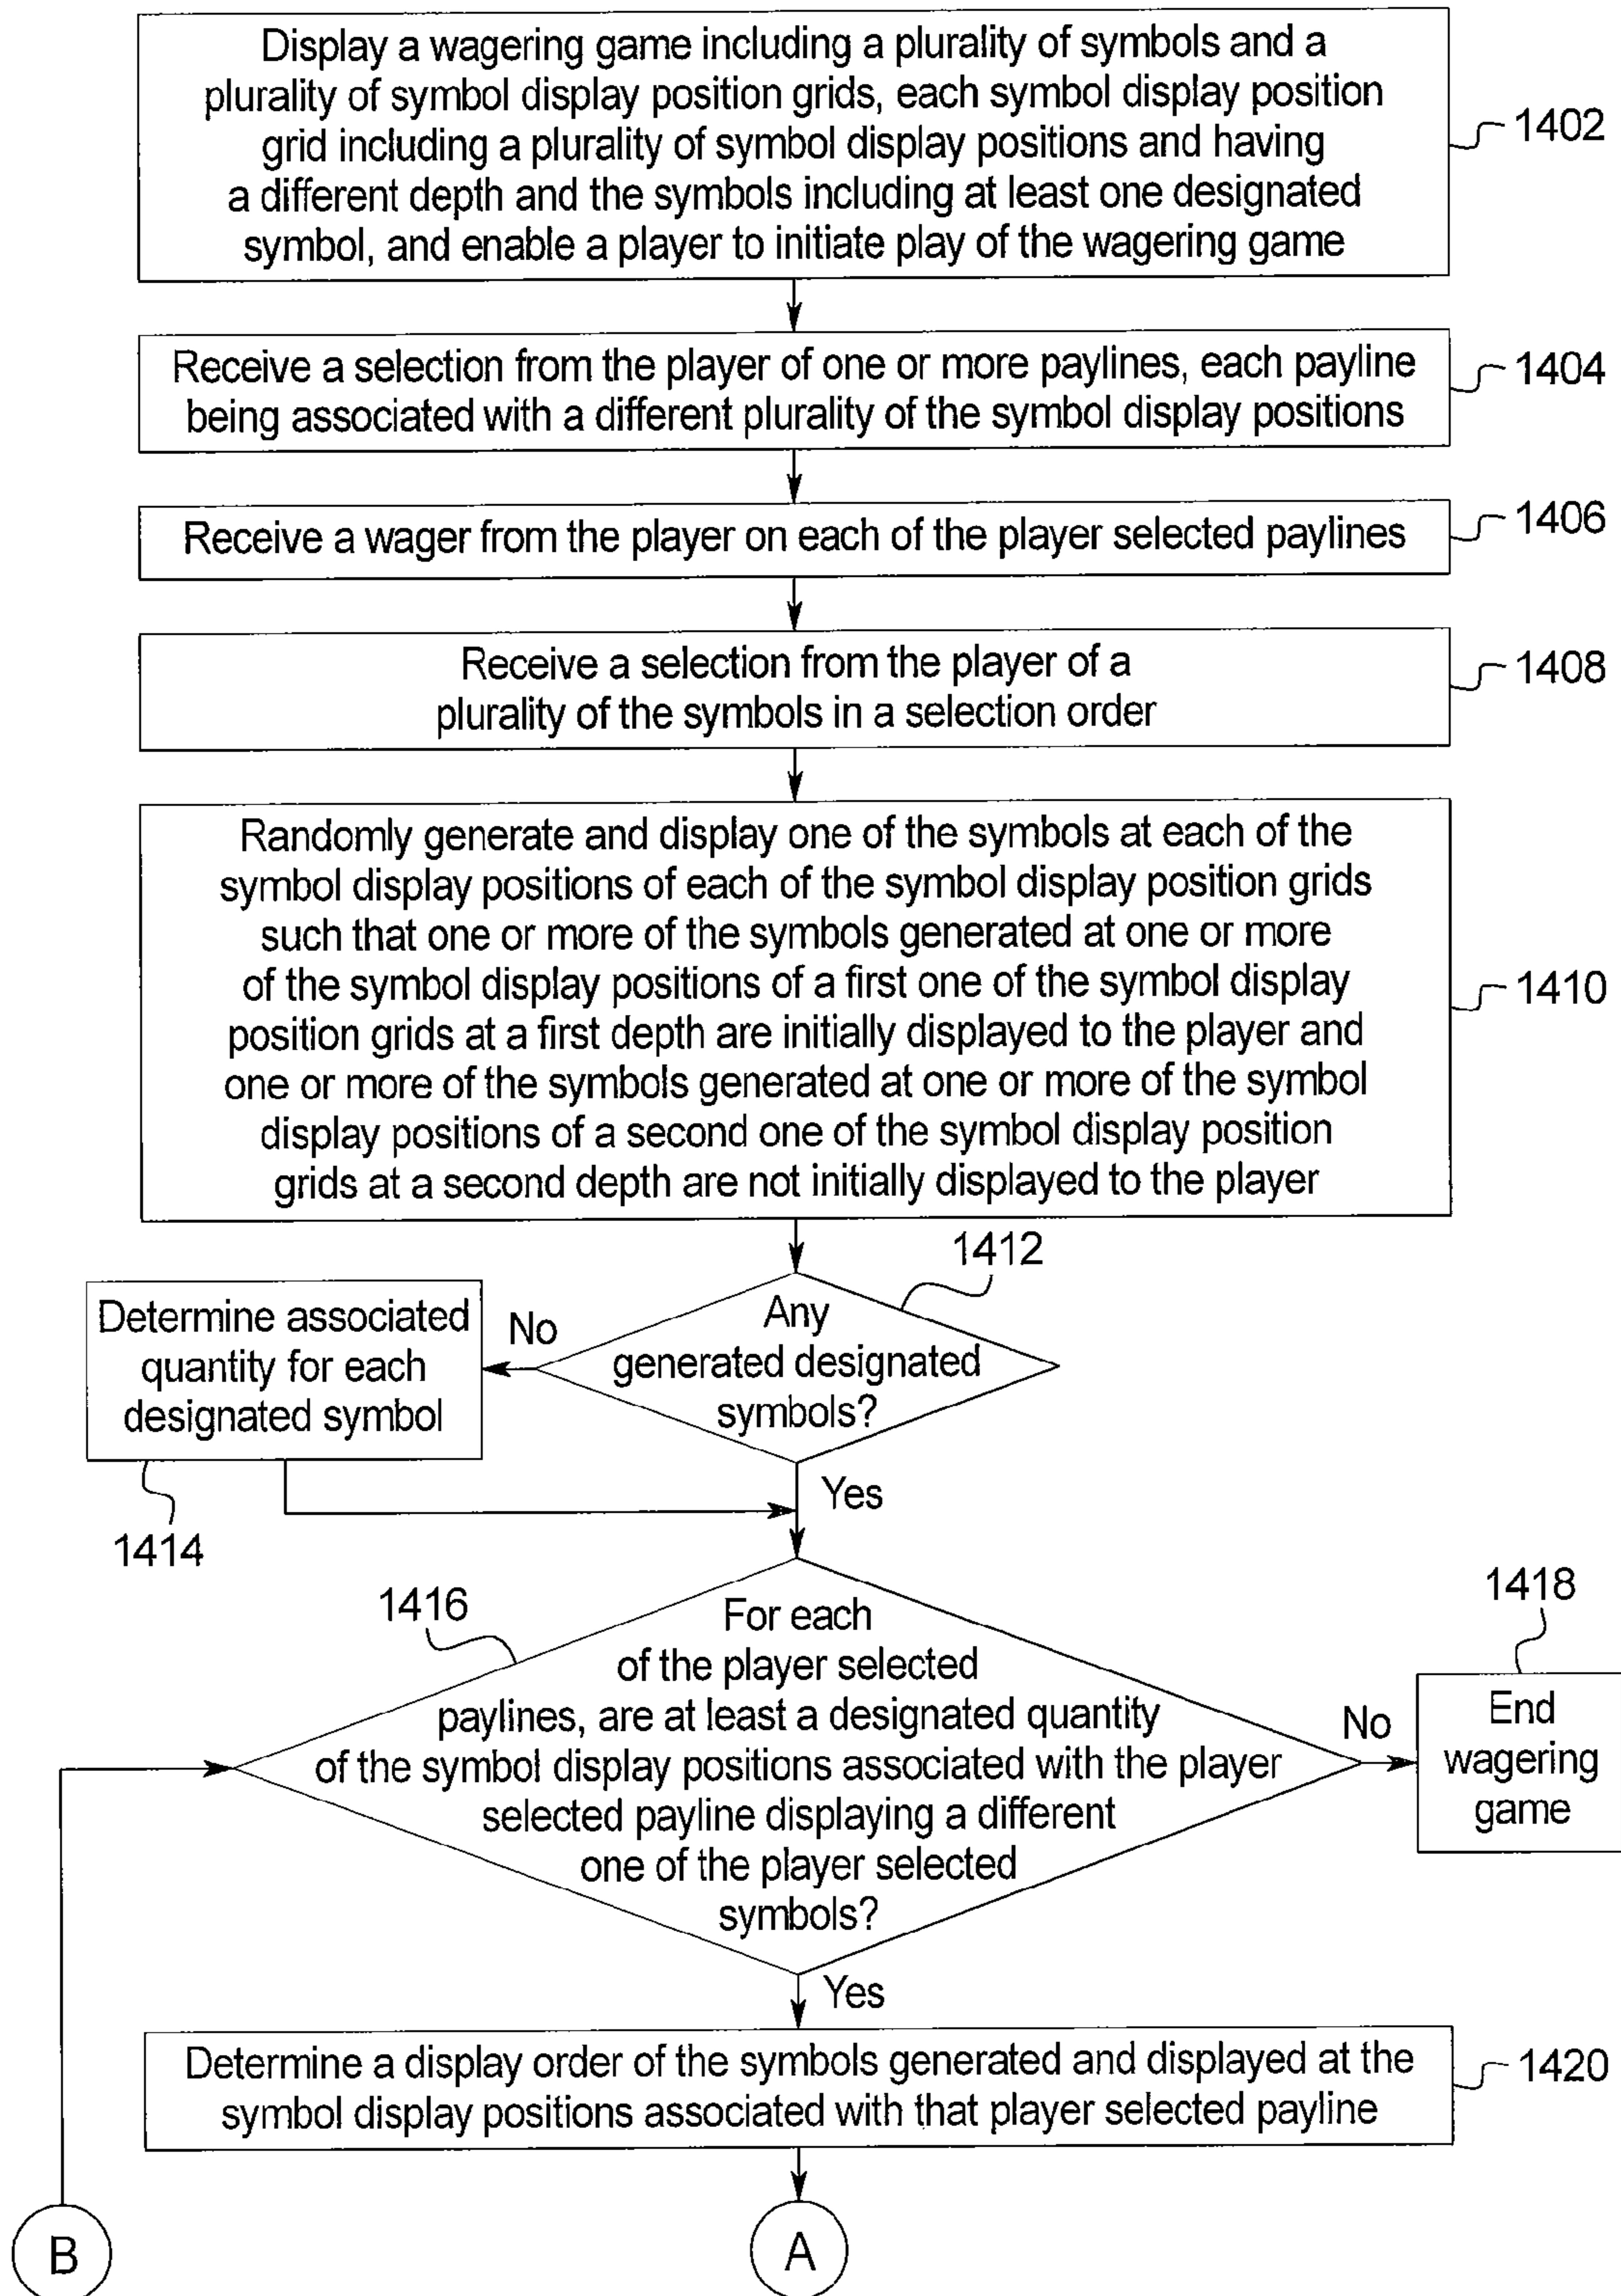 Display a wagering game including a plurality of symbols and a
plurality of symbol display position grids, each symbol display position
grid including a plurality of symbol display positions and having
a different depth and the symbols including at least one designated
symbol, and enable a player to initiate play of the wagering game
1402
Receive a selection from the player of one or more paylines, each payline
being associated with a different plurality of the symbol display positions
1404
Receive a wager from the player on each of the player selected paylines
1406
Receive a selection from the player of a
plurality of the symbols in a selection order
1408
Randomly generate and display one of the symbols at each of the
symbol display positions of each of the symbol display position grids
such that one or more of the symbols generated at one or more
of the symbol display positions of a first one of the symbol display
position grids at a first depth are initially displayed to the player and
one or more of the symbols generated at one or more of the symbol
display positions of a second one of the symbol display position
grids at a second depth are not initially displayed to the player
1410
1412
Any
generated designated
symbols?
No
Determine associated
quantity for each
designated symbol
1414
Yes
1416
For each
of the player selected
paylines, are at least a designated quantity
of the symbol display positions associated with the player
selected payline displaying a different
one of the player selected
symbols?
No
1418
End
wagering
game
Yes
Determine a display order of the symbols generated and displayed at the
symbol display positions associated with that player selected payline
1420
B
A